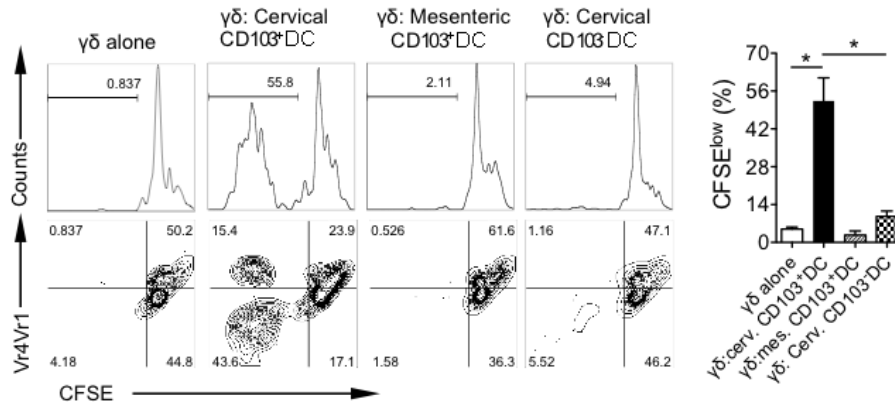 γδ alone
γδ: Cervical
CD103⁺DC
γδ: Mesenteric
CD103⁺DC
γδ: Cervical
CD103⁻DC
Counts
0.837
55.8
2.11
4.94
Vr4Vr1
0.837 50.2
4.18 44.8
15.4 23.9
43.6 17.1
0.526 61.6
1.58 36.3
1.16 47.1
5.52 46.2
CFSE
CFSElow (%)
70
56
42
28
14
0
* *
γδ alone
γδ:cerv. CD103⁺DC
γδ:mes. CD103⁺DC
γδ: Cerv. CD103⁻DC